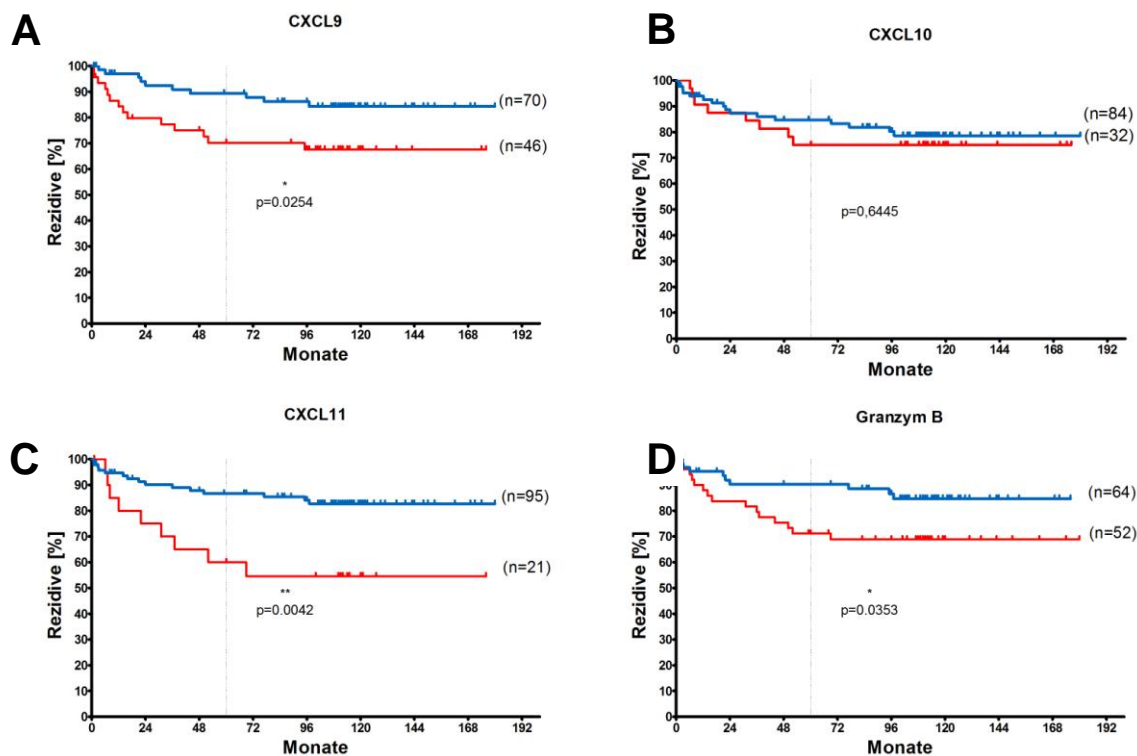 A
CXCL9
100
90
80
70
60
50
40
30
20
10
0
Rezidive [%]
(n=70)
(n=46)
*
p=0.0254
0 24 48 72 96 120 144 168 192
Monate
B
CXCL10
100
90
80
70
60
50
40
30
20
10
0
Rezidive [%]
(n=84)
(n=32)
p=0,6445
0 24 48 72 96 120 144 168 192
Monate
C
CXCL11
100
90
80
70
60
50
40
30
20
10
0
Rezidive [%]
(n=95)
(n=21)
**
p=0.0042
0 24 48 72 96 120 144 168 192
Monate
D
Granzym B
80
70
60
50
40
30
20
10
0
Rezidive [%]
(n=64)
(n=52)
*
p=0.0353
0 24 48 72 96 120 144 168 192
Monate